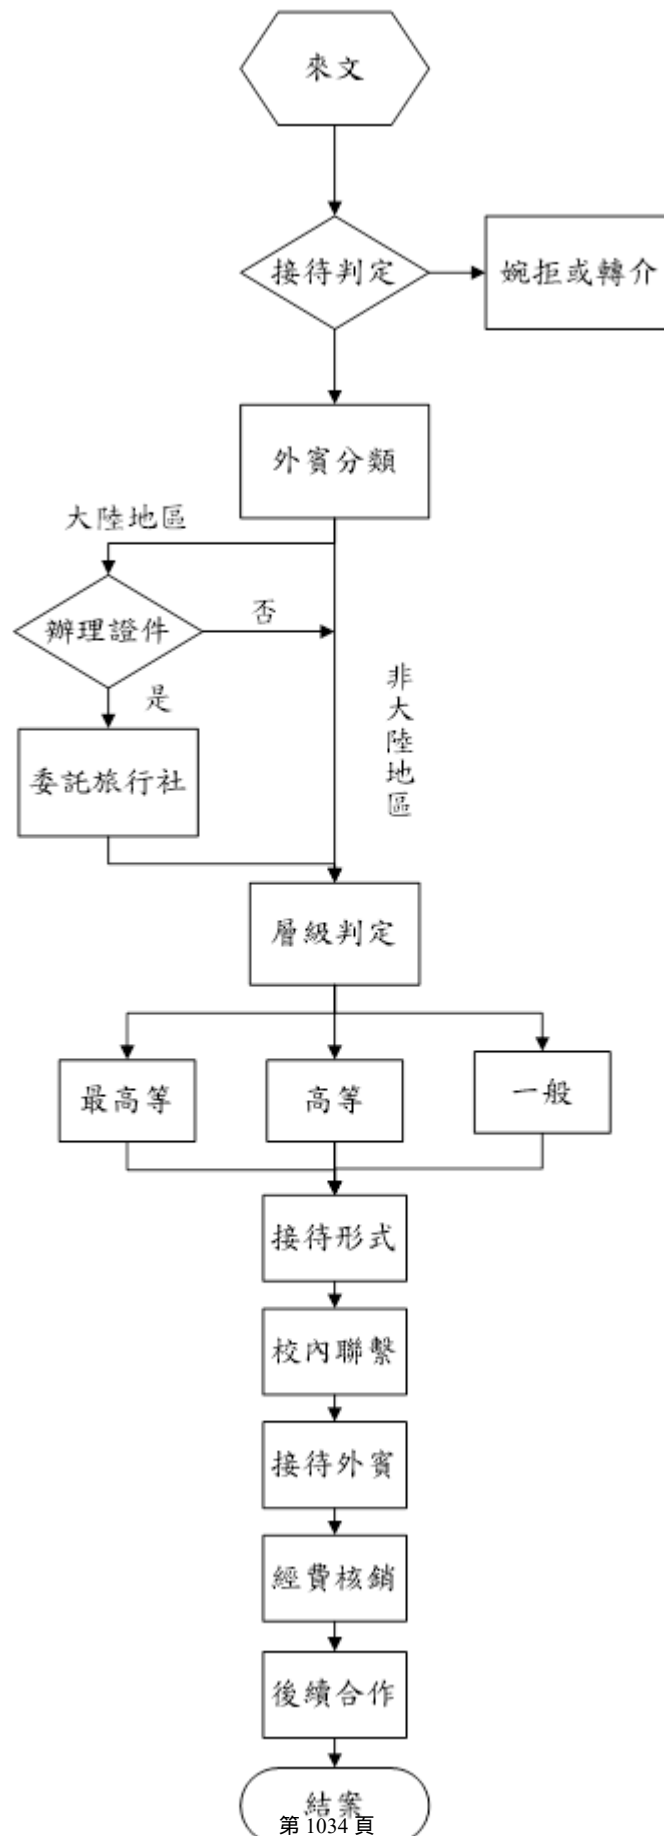 來文
接待判定
婉拒或轉介
外賓分類
大陸地區
辦理證件
否
是
非大陸地區
委託旅行社
層級判定
最高等
高等
一般
接待形式
校內聯繫
接待外賓
經費核銷
後續合作
結案
第 1034 頁